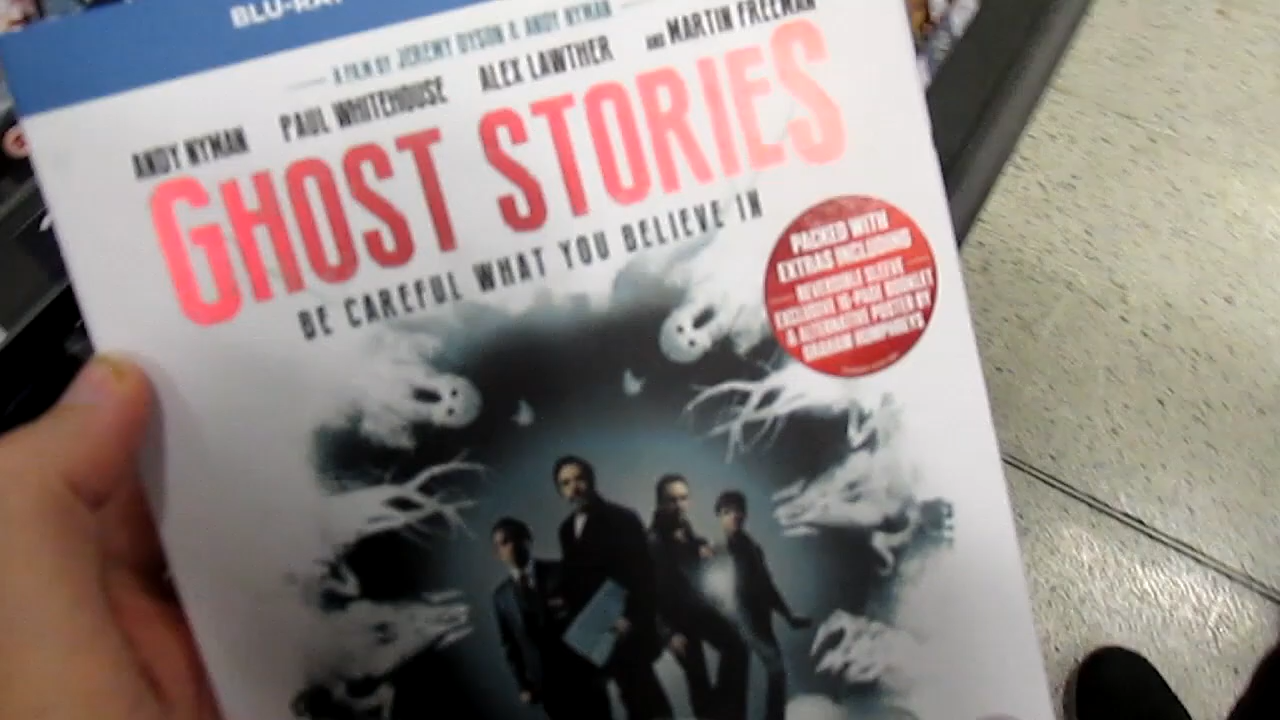 BLU-RAY
A FILM BY JEREMY DYSON & ANDY NYMAN
ANDY NYMAN PAUL WHITEHOUSE ALEX LAWTHER AND MARTIN FREEMAN
GHOST STORIES
BE CAREFUL WHAT YOU BELIEVE IN
PACKED WITH
EXTRAS INCLUDING
REVERSIBLE SLEEVE
EXCLUSIVE 16-PAGE BOOKLET
& ALTERNATIVE POSTER BY
GRAHAM HUMPHREYS